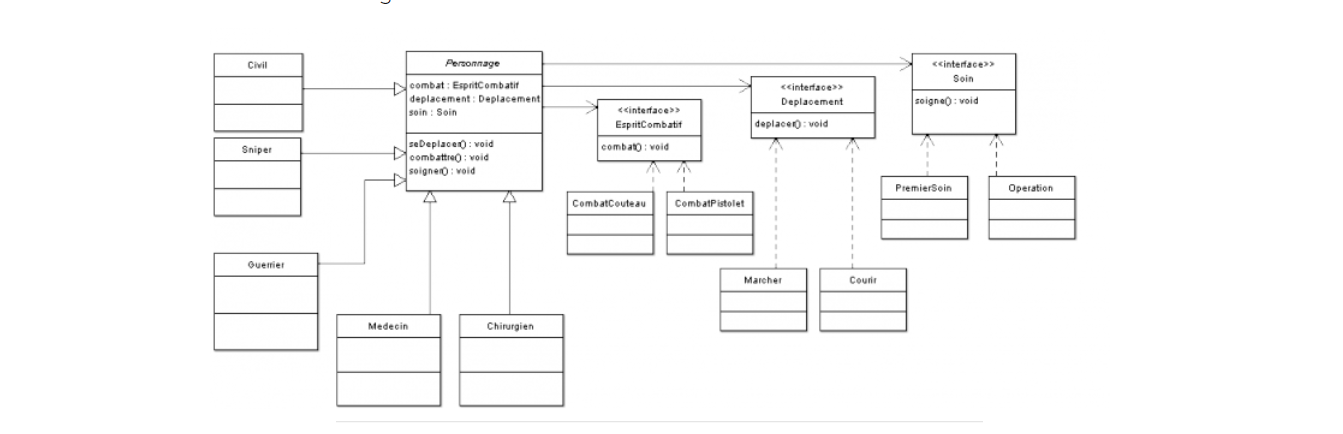 Civil
Sniper
Guerrier
Personnage
combat : EspritCombatif
deplacement : Deplacement
soin : Soin
seDeplacer() : void
combattre() : void
soigner() : void
Medecin
Chirurgien
<<interface>>
EspritCombatif
combat() : void
CombatCouteau
CombatPistolet
<<interface>>
Deplacement
deplacer() : void
Marcher
Courir
<<interface>>
Soin
soigne() : void
PremierSoin
Operation